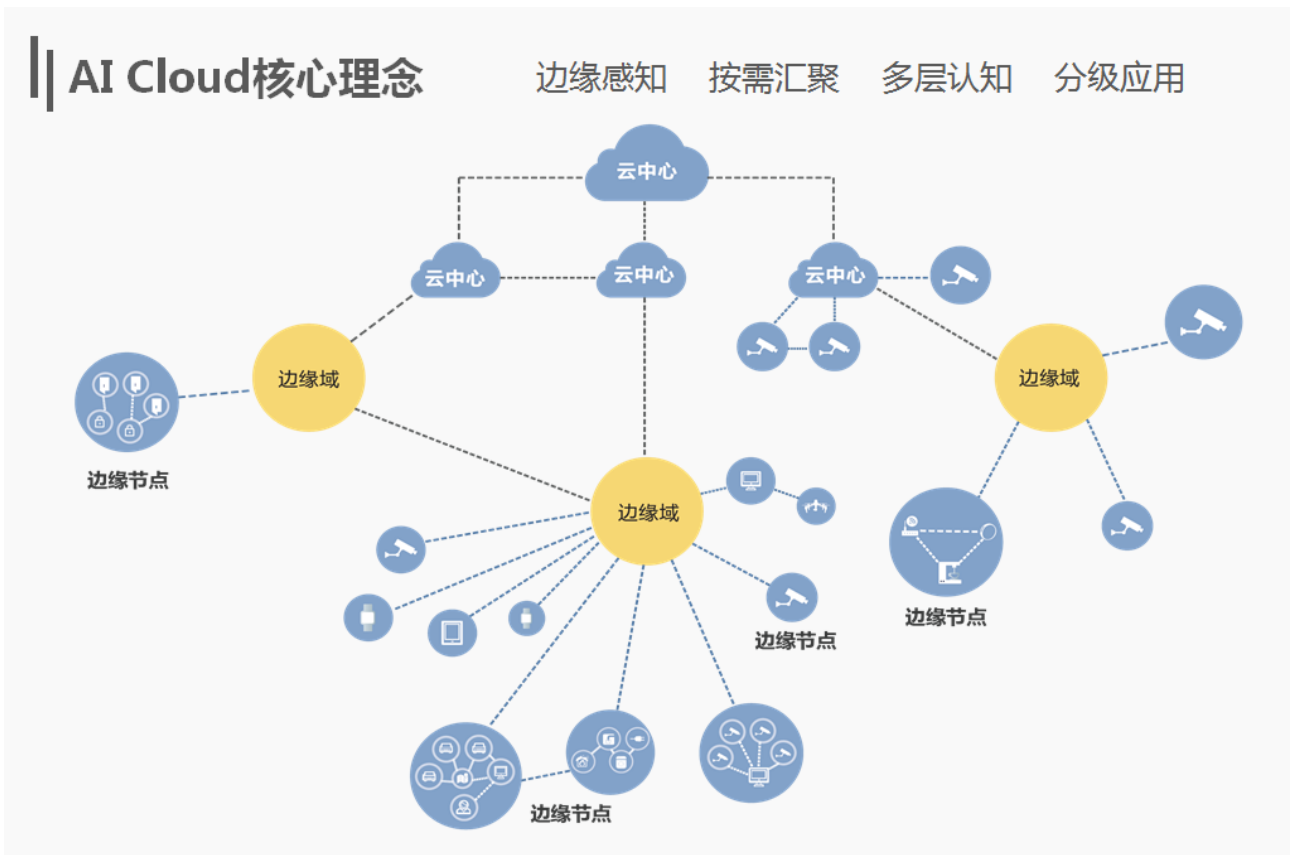 AI Cloud核心理念 边缘感知 按需汇聚 多层认知 分级应用
云中心
云中心 云中心 云中心
边缘域 边缘域
边缘节点
边缘域
边缘节点
边缘节点
边缘节点